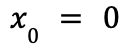 x₀ = 0